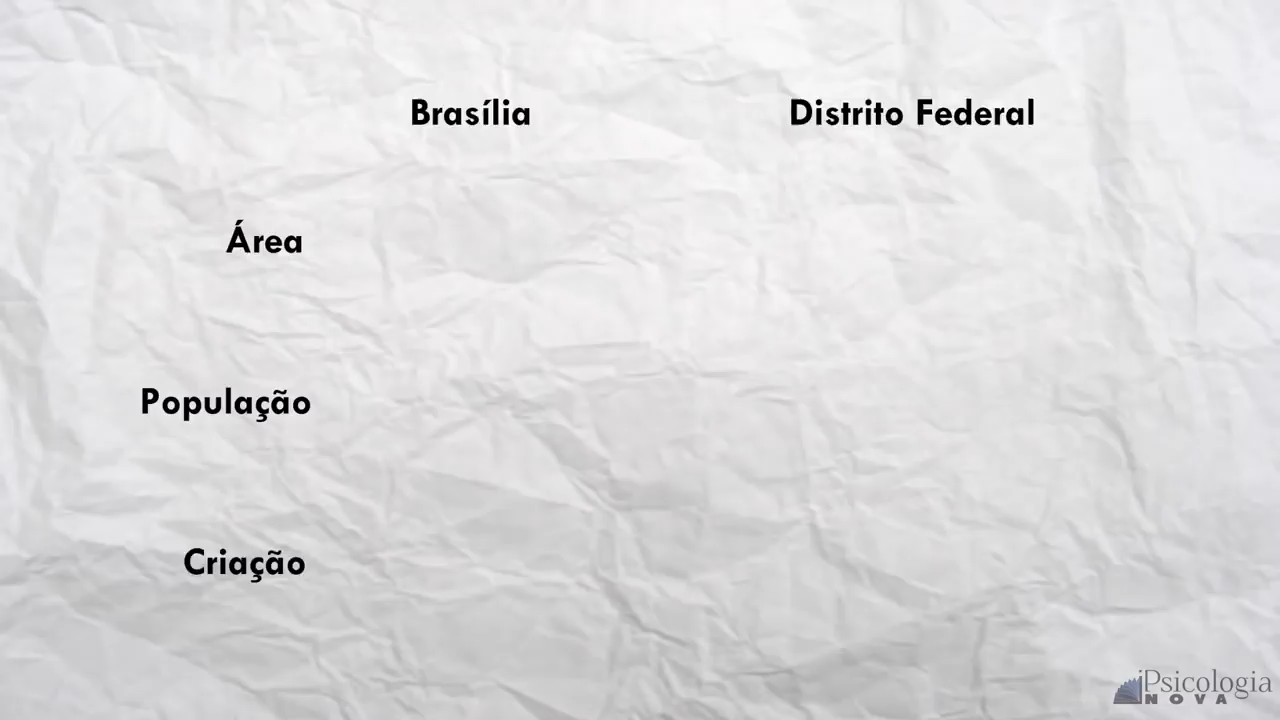 Brasília Distrito Federal
Área
População
Criação
Psicologia
NOVA